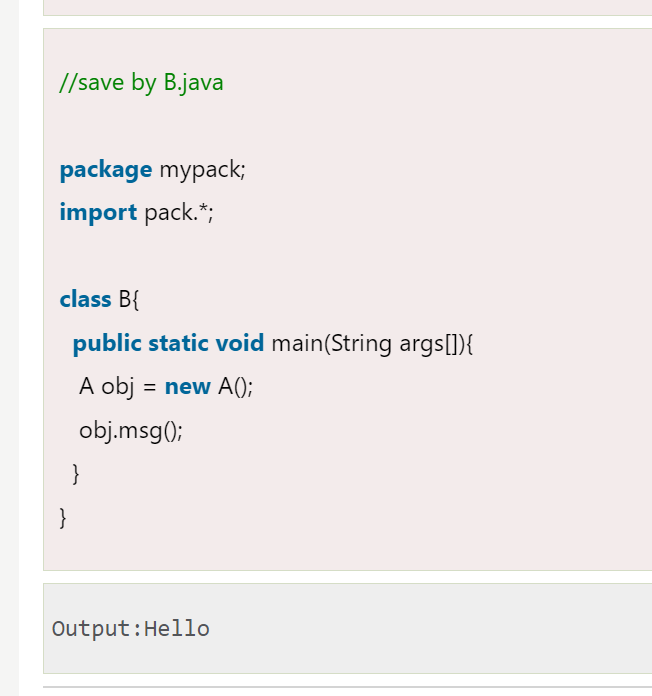 //save by B.java
package mypack;
import pack.*;
class B{
public static void main(String args[]){
A obj = new A();
obj.msg();
}
}
Output:Hello